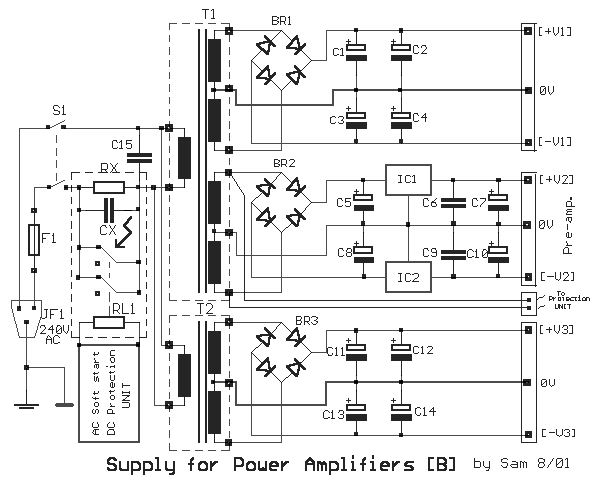 T1
BR1
[+V1]
C1
C2
S1
0V
C3
C4
C15
[-V1]
RX
BR2
IC1
[+V2]
C5
C6
C7
CX
F1
0V
Pre-amp.
C8
C9
C10
IC2
[-V2]
To
Protection
UNIT
JF1
240V
AC
RL1
T2
BR3
[+V3]
C11
C12
AC Soft start
DC Protection
UNIT
0V
C13
C14
[-V3]
Supply for Power Amplifiers [B] by Sam 8/01